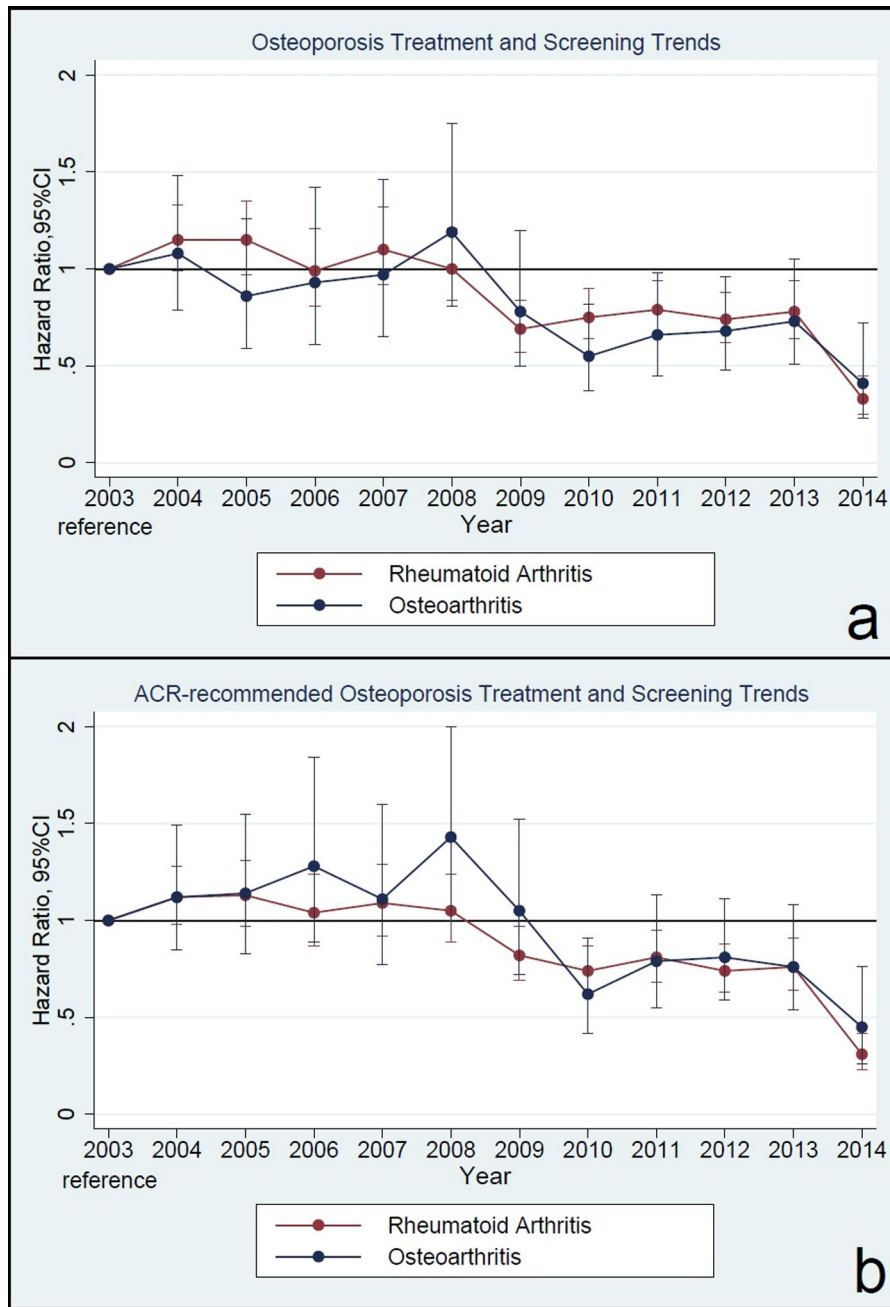 Osteoporosis Treatment and Screening Trends
2
1.5
1
.5
0
Hazard Ratio,95%CI
2003 2004 2005 2006 2007 2008 2009 2010 2011 2012 2013 2014
reference
Year
Rheumatoid Arthritis
Osteoarthritis
a
ACR-recommended Osteoporosis Treatment and Screening Trends
2
1.5
1
.5
0
Hazard Ratio, 95%CI
2003 2004 2005 2006 2007 2008 2009 2010 2011 2012 2013 2014
reference
Year
Rheumatoid Arthritis
Osteoarthritis
b